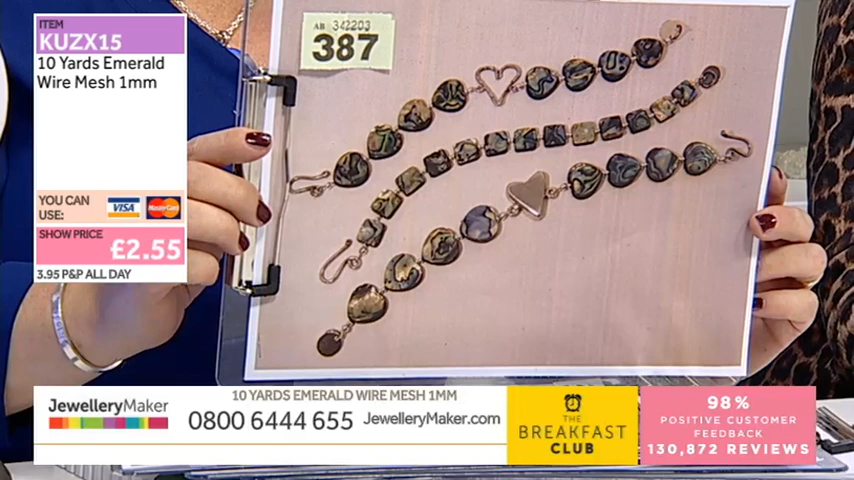 ITEM
KUZX15
10 Yards Emerald
Wire Mesh 1mm
YOU CAN
USE:
VISA
MasterCard
SHOW PRICE
£2.55
3.95 P&P ALL DAY
AB 342203
387
JewelleryMaker
10 YARDS EMERALD WIRE MESH 1MM
0800 6444 655 JewelleryMaker.com
THE
BREAKFAST
CLUB
98%
POSITIVE CUSTOMER
FEEDBACK
130,872 REVIEWS